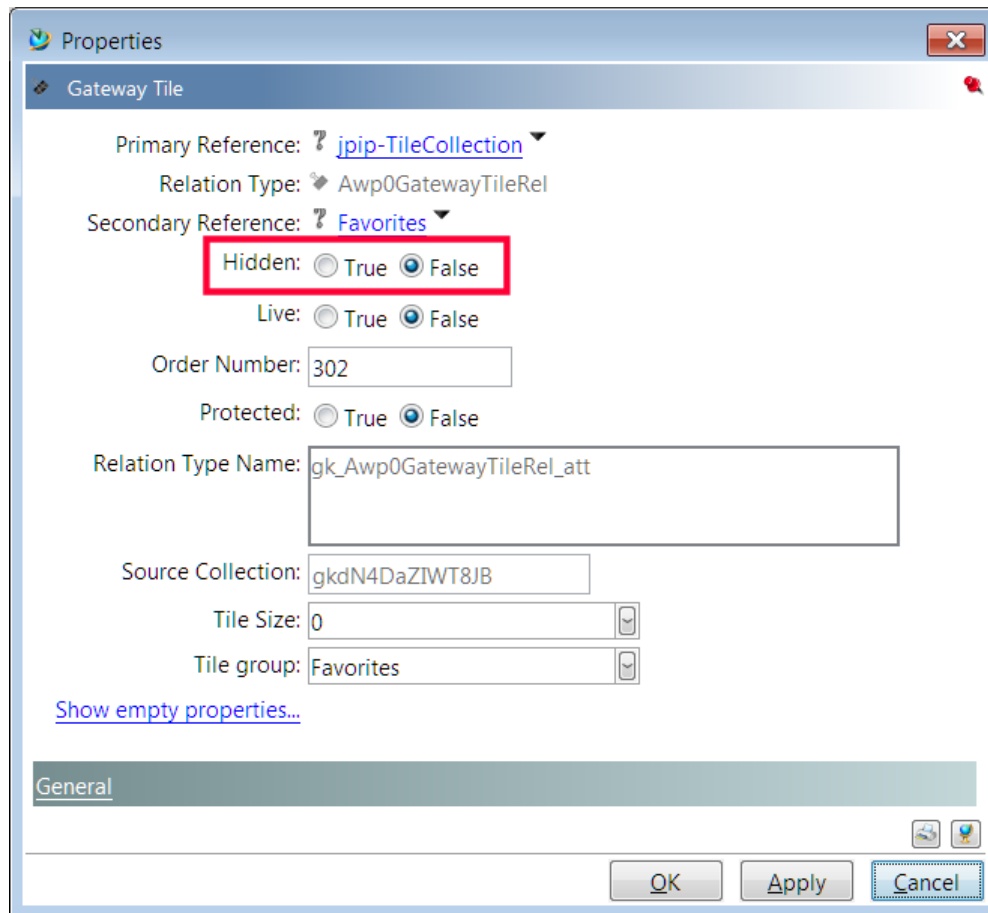 Properties
Gateway Tile
Primary Reference: jpip-TileCollection
Relation Type: Awp0GatewayTileRel
Secondary Reference: Favorites
Hidden: True False
Live: True False
Order Number: 302
Protected: True False
Relation Type Name: gk_Awp0GatewayTileRel_att
Source Collection: gkdN4DaZIWT8JB
Tile Size: 0
Tile group: Favorites
Show empty properties...
General
OK Apply Cancel